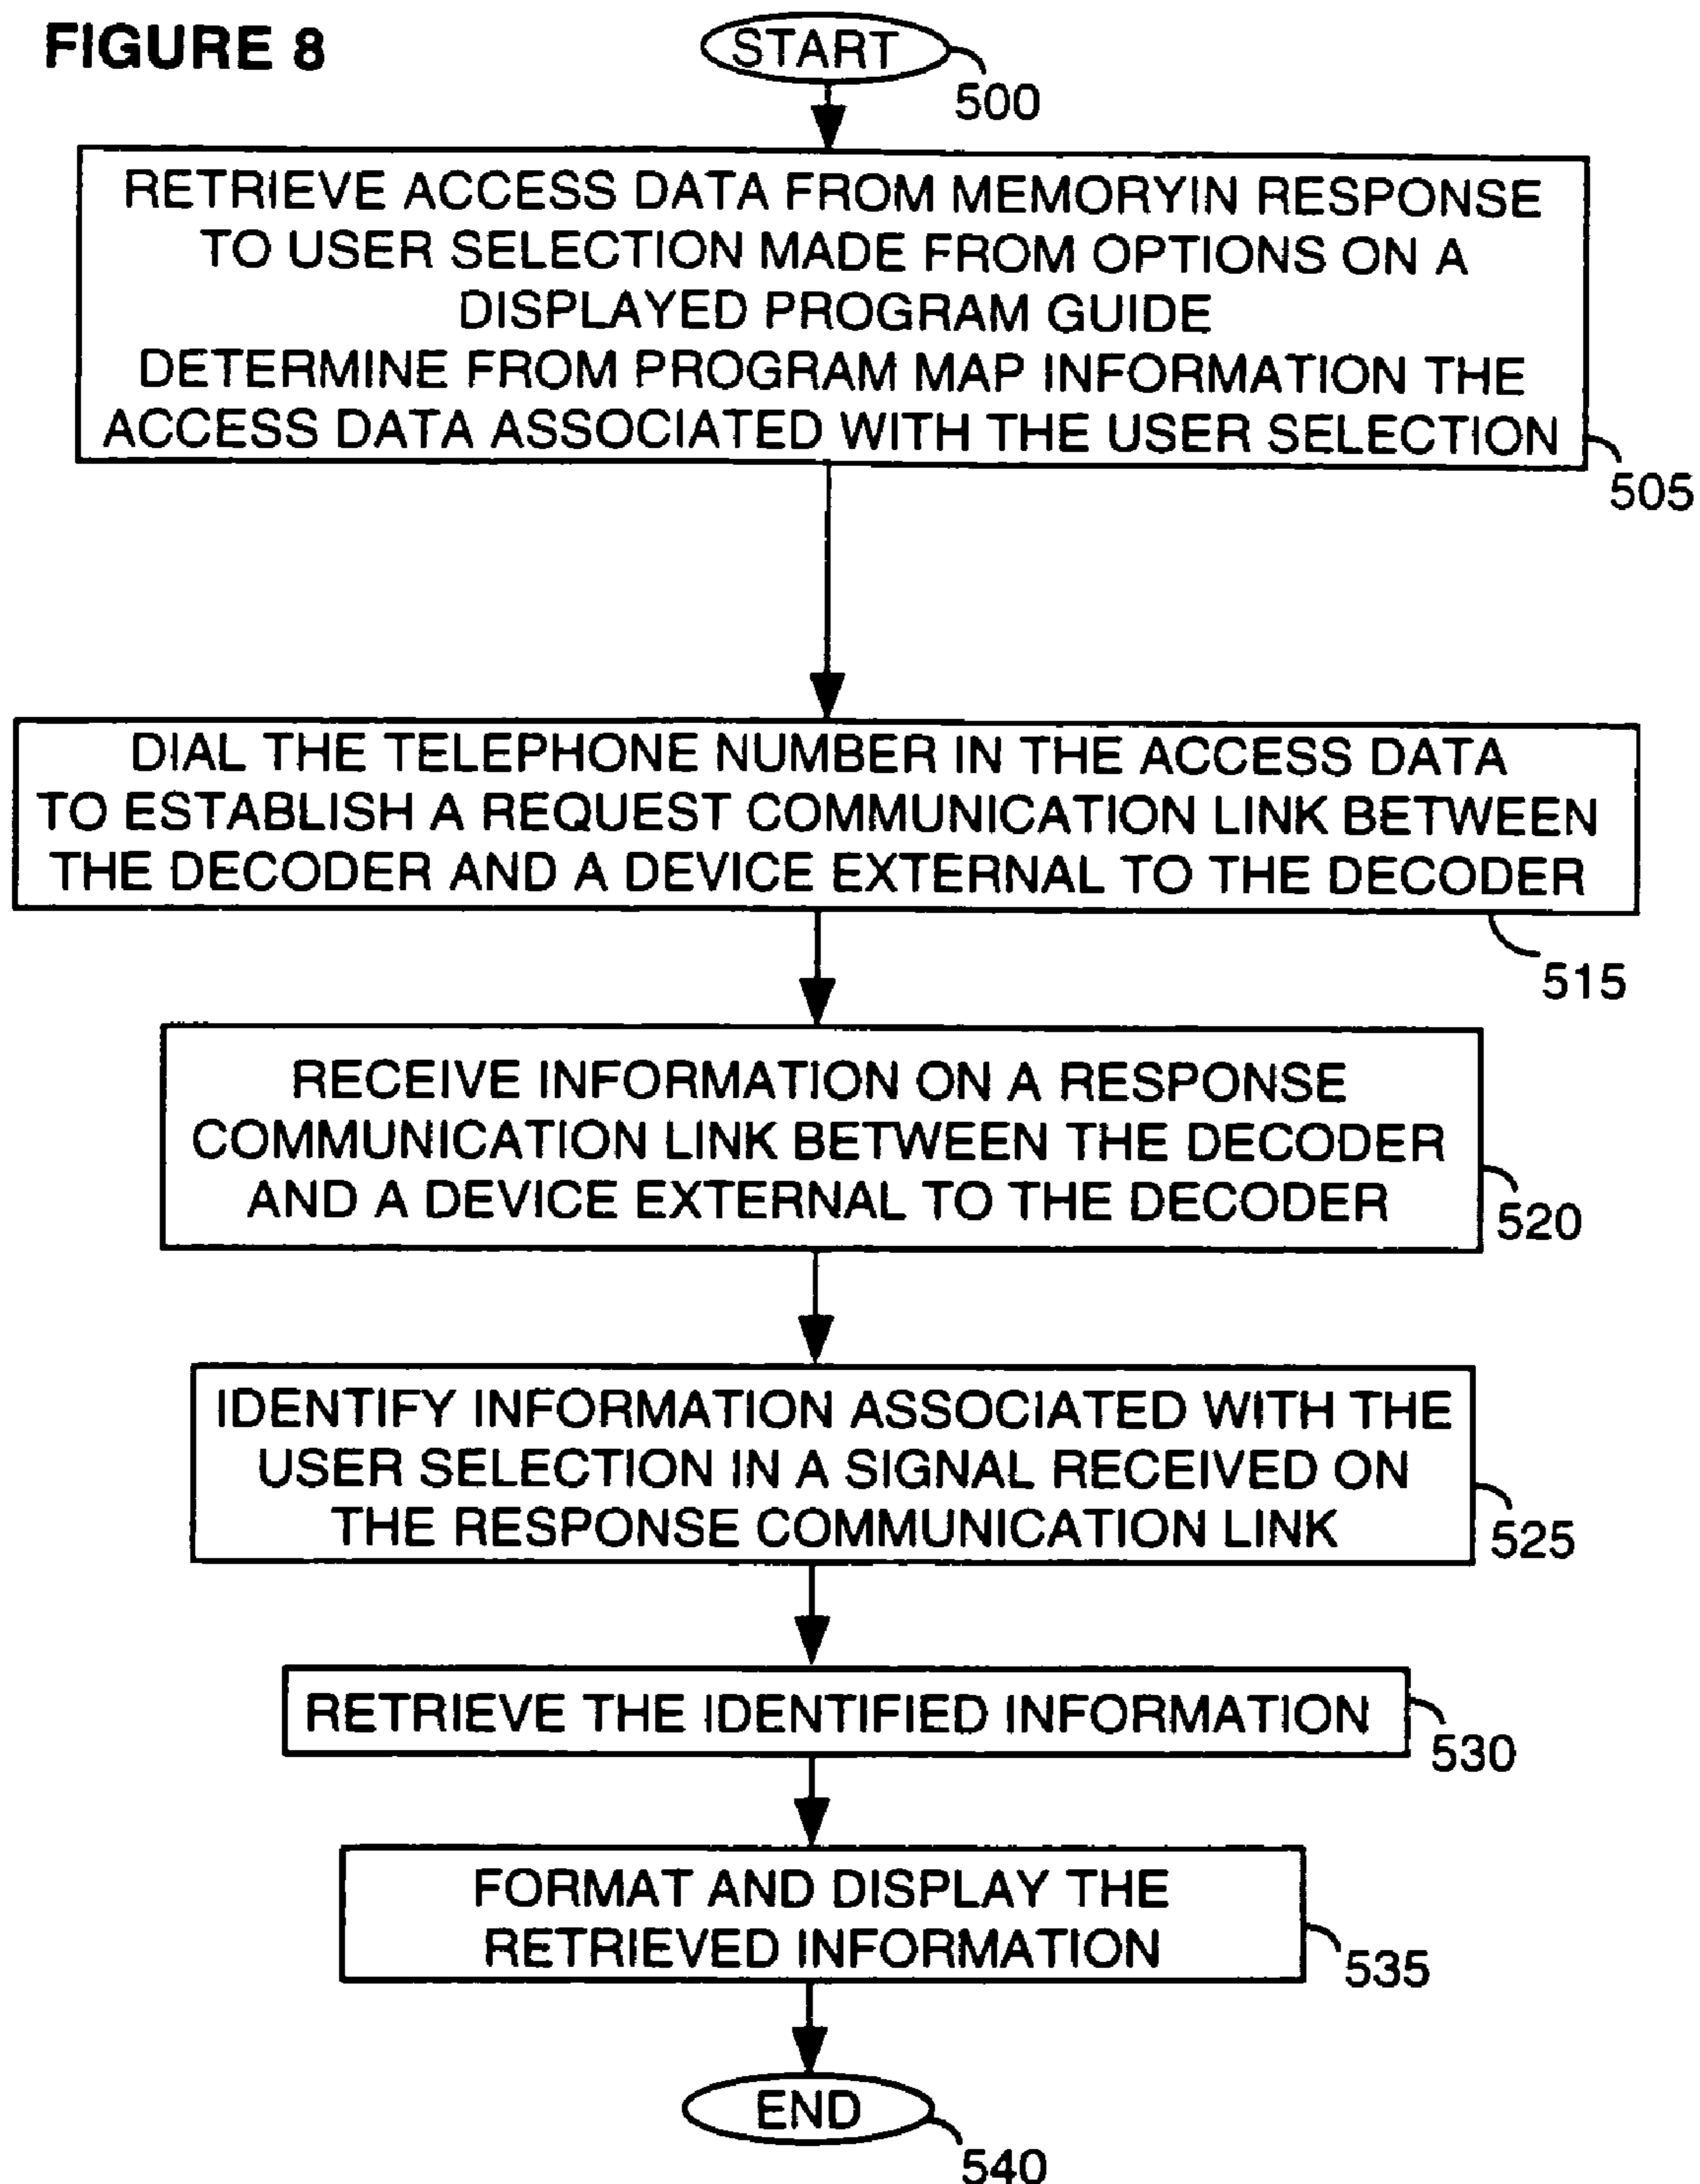 FIGURE 8
START
500
RETRIEVE ACCESS DATA FROM MEMORYIN RESPONSE
TO USER SELECTION MADE FROM OPTIONS ON A
DISPLAYED PROGRAM GUIDE
DETERMINE FROM PROGRAM MAP INFORMATION THE
ACCESS DATA ASSOCIATED WITH THE USER SELECTION
505
DIAL THE TELEPHONE NUMBER IN THE ACCESS DATA
TO ESTABLISH A REQUEST COMMUNICATION LINK BETWEEN
THE DECODER AND A DEVICE EXTERNAL TO THE DECODER
515
RECEIVE INFORMATION ON A RESPONSE
COMMUNICATION LINK BETWEEN THE DECODER
AND A DEVICE EXTERNAL TO THE DECODER
520
IDENTIFY INFORMATION ASSOCIATED WITH THE
USER SELECTION IN A SIGNAL RECEIVED ON
THE RESPONSE COMMUNICATION LINK
525
RETRIEVE THE IDENTIFIED INFORMATION
530
FORMAT AND DISPLAY THE
RETRIEVED INFORMATION
535
END
540